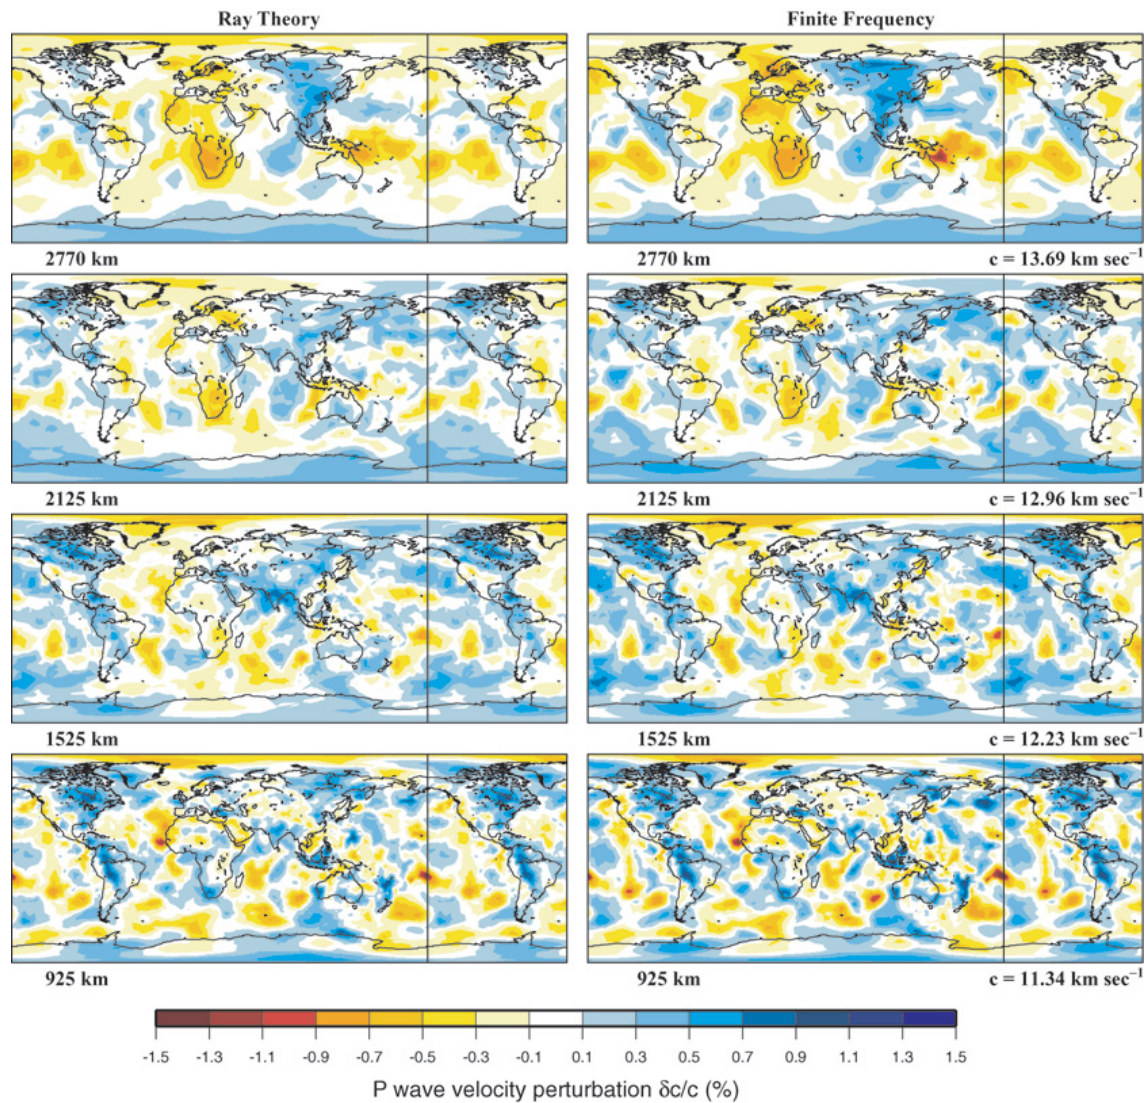 Ray Theory Finite Frequency
2770 km 2770 km c = 13.69 km sec⁻¹
2125 km 2125 km c = 12.96 km sec⁻¹
1525 km 1525 km c = 12.23 km sec⁻¹
925 km 925 km c = 11.34 km sec⁻¹
-1.5 -1.3 -1.1 -0.9 -0.7 -0.5 -0.3 -0.1 0.1 0.3 0.5 0.7 0.9 1.1 1.3 1.5
P wave velocity perturbation δc/c (%)